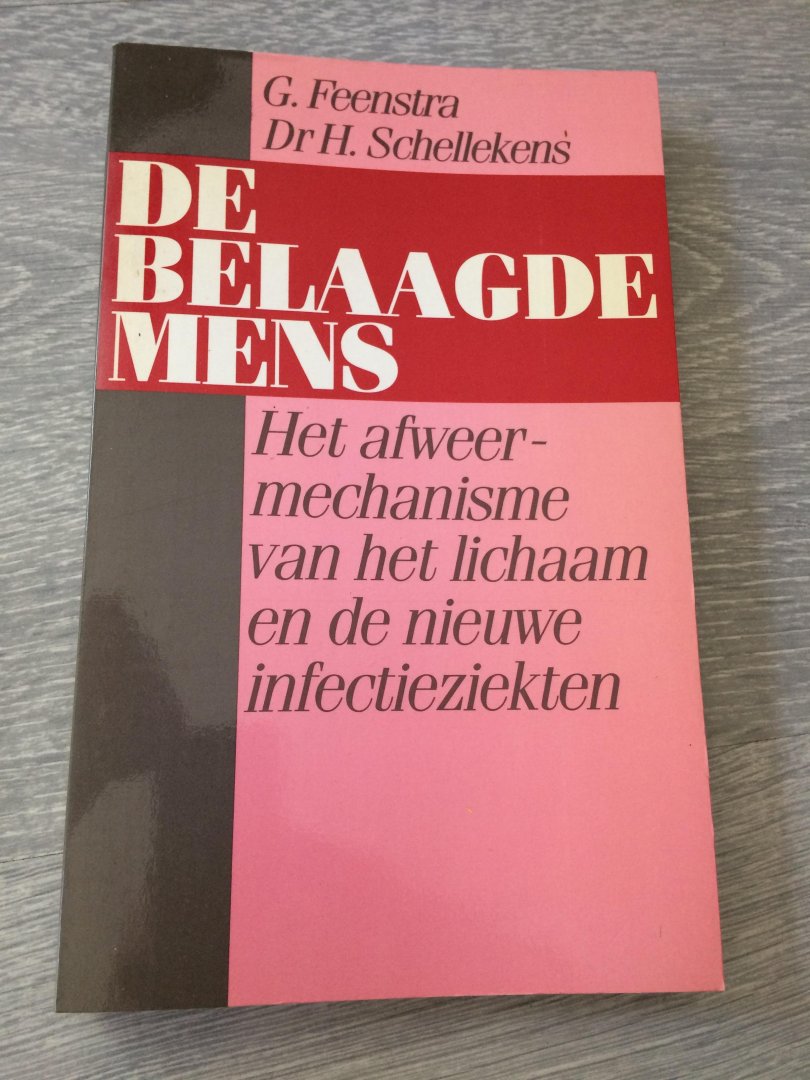 G. Feenstra
Dr H. Schellekens
DE
BELAAGDE
MENS
Het afweer-
mechanisme
van het lichaam
en de nieuwe
infectieziekten